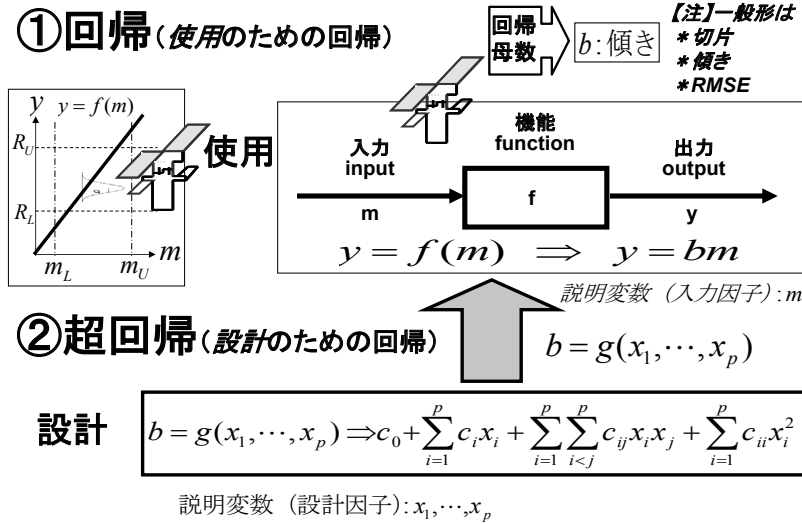 ①回帰(使用のための回帰)
回帰
母数
b:傾き
【注】一般形は
*切片
*傾き
*RMSE
y y = f(m)
R_U
R_L
m_L m_U m
使用
入力
input
機能
function
出力
output
m
f
y
y = f(m) ⟹ y = bm
説明変数 (入力因子): m
②超回帰(設計のための回帰)
b = g(x_1, ⋯, x_p)
設計
b = g(x_1, ⋯, x_p) ⇒ c_0 + \sum_{i=1}^{p} c_i x_i + \sum_{i=1}^{p} \sum_{i<j}^{p} c_{ij} x_i x_j + \sum_{i=1}^{p} c_{ii} x_i^2
説明変数 (設計因子): x_1, ⋯, x_p